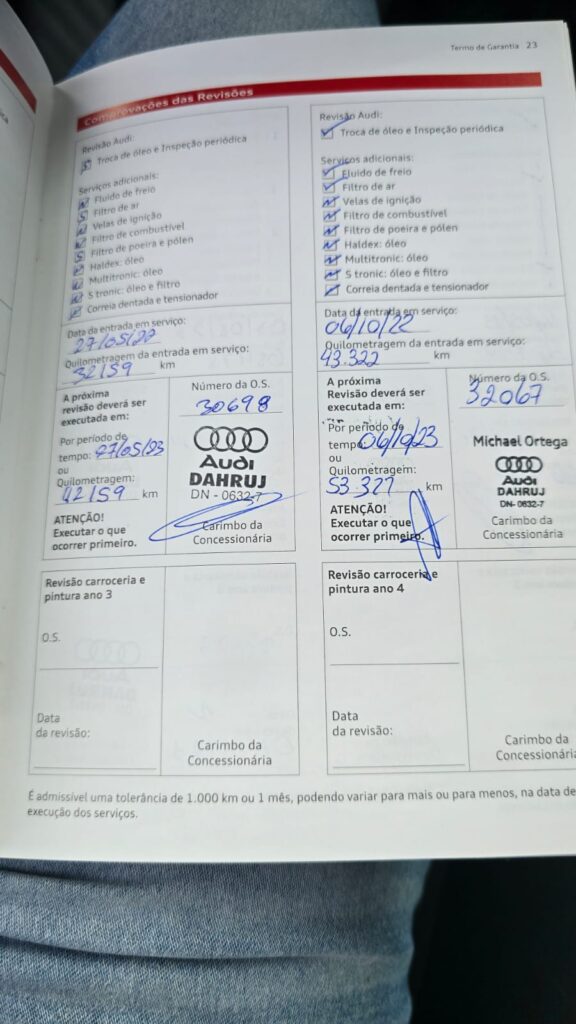 Termo de Garantia 23
Comprovações das Revisões
Revisão Audi:
Troca de óleo e Inspeção periódica
Serviços adicionais:
Fluido de freio
Filtro de ar
Velas de ignição
Filtro de combustível
Filtro de poeira e pólen
Haldex: óleo
Multitronic: óleo
S tronic: óleo e filtro
Correia dentada e tensionador
Data da entrada em serviço:
27/05/22
Quilometragem da entrada em serviço:
32159 km
A próxima
revisão deverá ser
executada em:
Por período de
tempo: 27/05/23
ou
Quilometragem:
42159 km
ATENÇÃO!
Executar o que
ocorrer primeiro.
Número da O.S.
30698
Audi
DAHRUJ
DN - 0632-7
Carimbo da
Concessionária
Revisão carroceria e
pintura ano 3
O.S.
Data
da revisão:
Carimbo da
Concessionária
Revisão Audi:
Troca de óleo e Inspeção periódica
Serviços adicionais:
Fluido de freio
Filtro de ar
Velas de ignição
Filtro de combustível
Filtro de poeira e pólen
Haldex: óleo
Multitronic: óleo
S tronic: óleo e filtro
Correia dentada e tensionador
Data da entrada em serviço:
06/10/22
Quilometragem da entrada em serviço:
43.322 km
A próxima
Revisão deverá ser
executada em:
Por período de
tempo 06/10/23
ou
Quilometragem:
53.322 km
ATENÇÃO!
Executar o que
ocorrer primeiro.
Número da O.S.
32067
Michael Ortega
Audi
DAHRUJ
DN- 0632-7
Carimbo da
Concessionária
Revisão carroceria e
pintura ano 4
O.S.
Data
da revisão:
Carimbo da
Concessionária
É admissível uma tolerância de 1.000 km ou 1 mês, podendo variar para mais ou para menos, na data de
execução dos serviços.